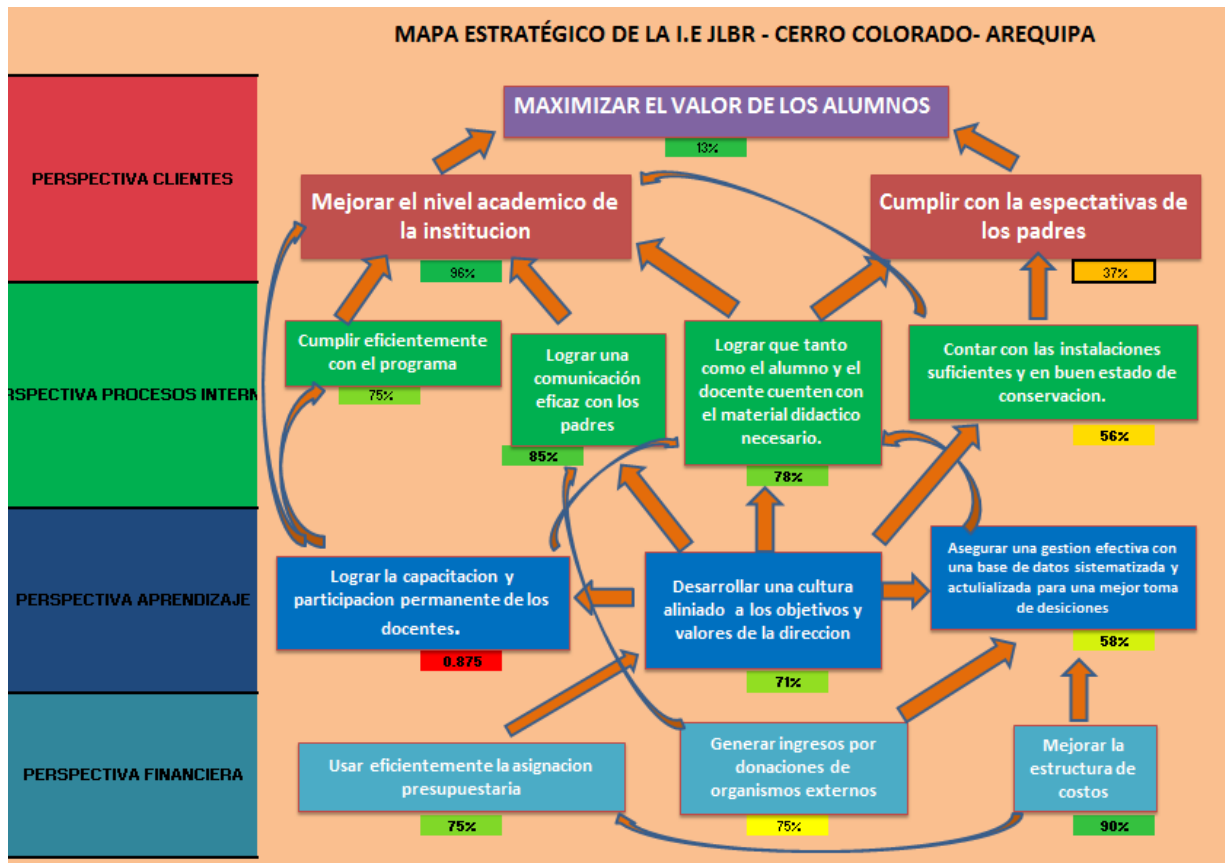 MAPA ESTRATÉGICO DE LA I.E JLBR - CERRO COLORADO- AREQUIPA
PERSPECTIVA CLIENTES
MAXIMIZAR EL VALOR DE LOS ALUMNOS
13%
Mejorar el nivel academico de
la institucion
96%
Cumplir con la espectativas de
los padres
37%
RSPECTIVA PROCESOS INTERN
Cumplir eficientemente
con el programa
75%
Lograr una
comunicación
eficaz con los
padres
85%
Lograr que tanto
como el alumno y el
docente cuenten con
el material didactico
necesario.
78%
Contar con las instalaciones
suficientes y en buen estado de
conservacion.
56%
PERSPECTIVA APRENDIZAJE
Lograr la capacitacion y
participacion permanente de los
docentes.
0.875
Desarrollar una cultura
aliniado a los objetivos y
valores de la direccion
71%
Asegurar una gestion efectiva con
una base de datos sistematizada y
actulializada para una mejor toma
de desiciones
58%
PERSPECTIVA FINANCIERA
Usar eficientemente la asignacion
presupuestaria
75%
Generar ingresos por
donaciones de
organismos externos
75%
Mejorar la
estructura de
costos
90%